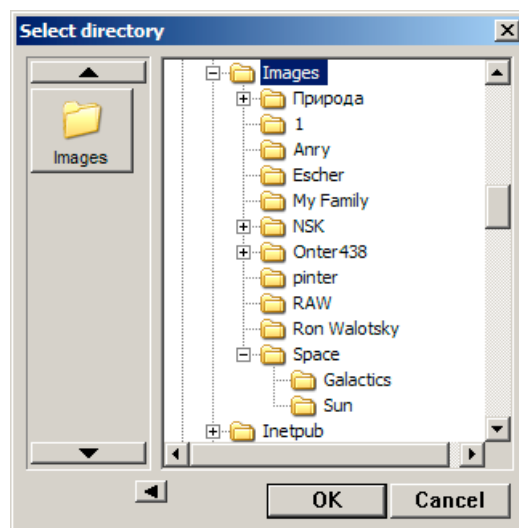 Select directory
Images
Images
Природа
1
Anry
Escher
My Family
NSK
Onter438
pinter
RAW
Ron Walotsky
Space
Galactics
Sun
Inetpub
OK
Cancel